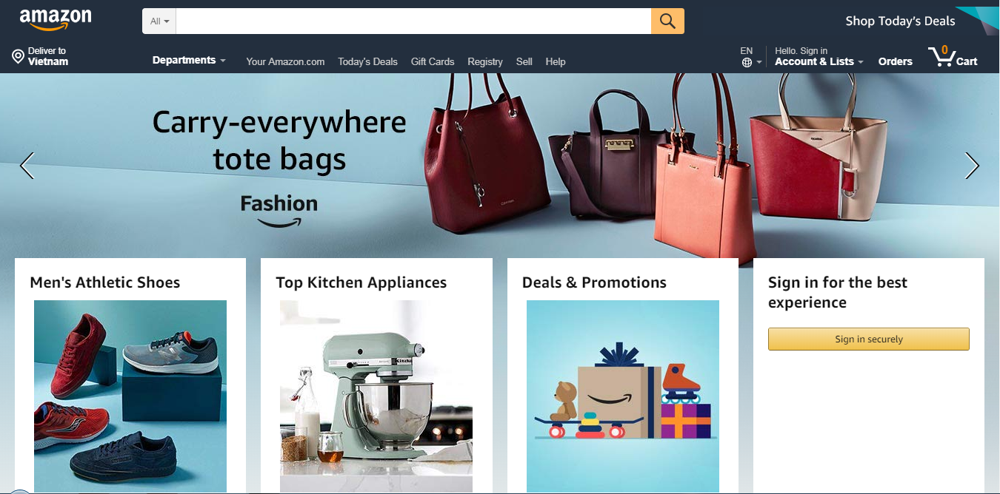 amazon
All
Shop Today's Deals
Deliver to
Vietnam
Departments
Your Amazon.com
Today's Deals
Gift Cards
Registry
Sell
Help
EN
Hello. Sign in
Account & Lists
Orders
0
Cart
Carry-everywhere
tote bags
Fashion
Men's Athletic Shoes
Top Kitchen Appliances
Deals & Promotions
Sign in for the best
experience
Sign in securely